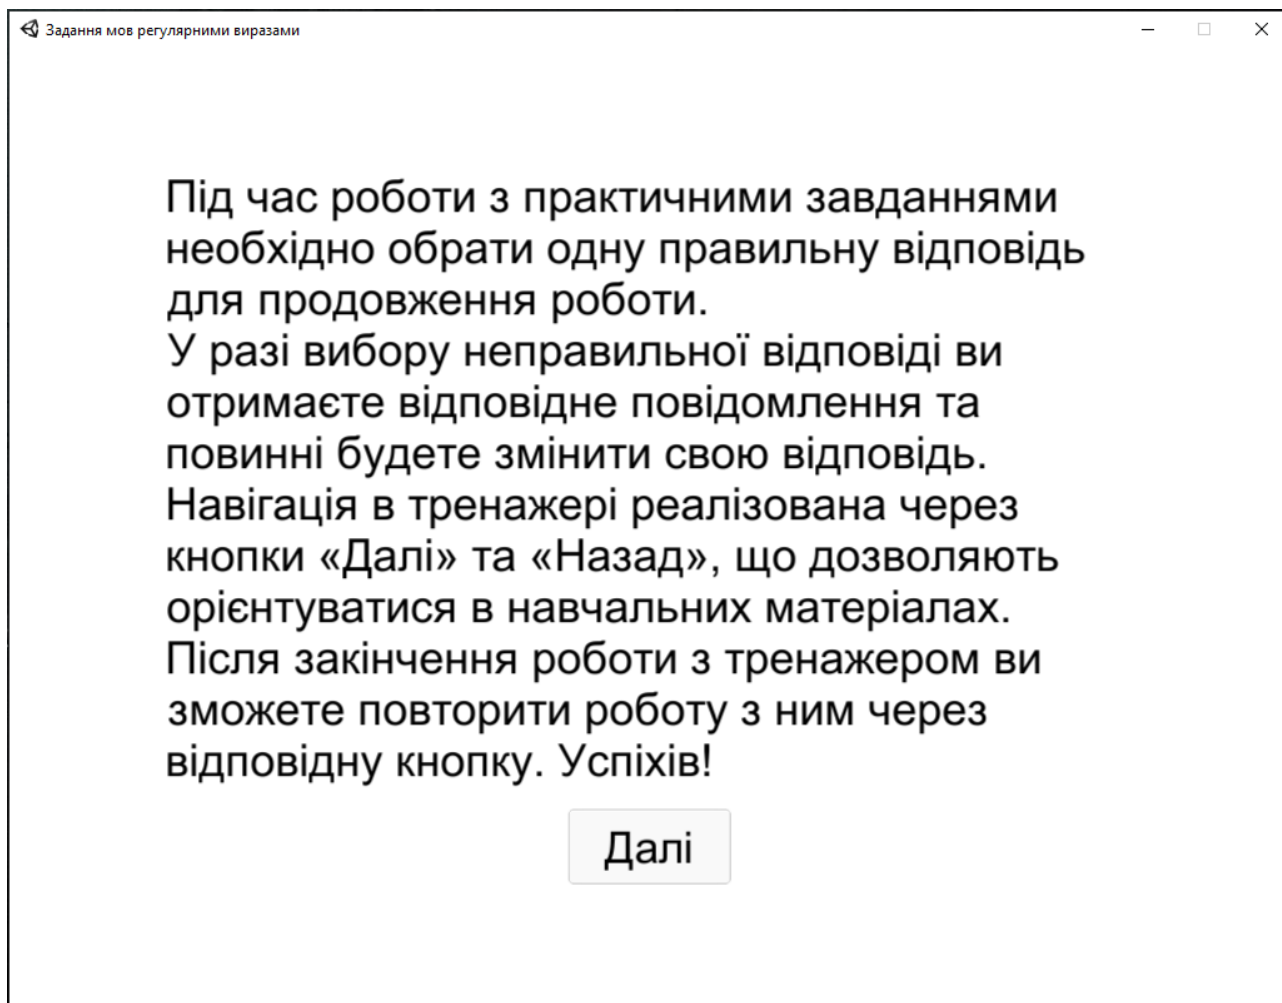 Задання мов регулярними виразами
Під час роботи з практичними завданнями
необхідно обрати одну правильну відповідь
для продовження роботи.
У разі вибору неправильної відповіді ви
отримаєте відповідне повідомлення та
повинні будете змінити свою відповідь.
Навігація в тренажері реалізована через
кнопки «Далі» та «Назад», що дозволяють
орієнтуватися в навчальних матеріалах.
Після закінчення роботи з тренажером ви
зможете повторити роботу з ним через
відповідну кнопку. Успіхів!
Далі